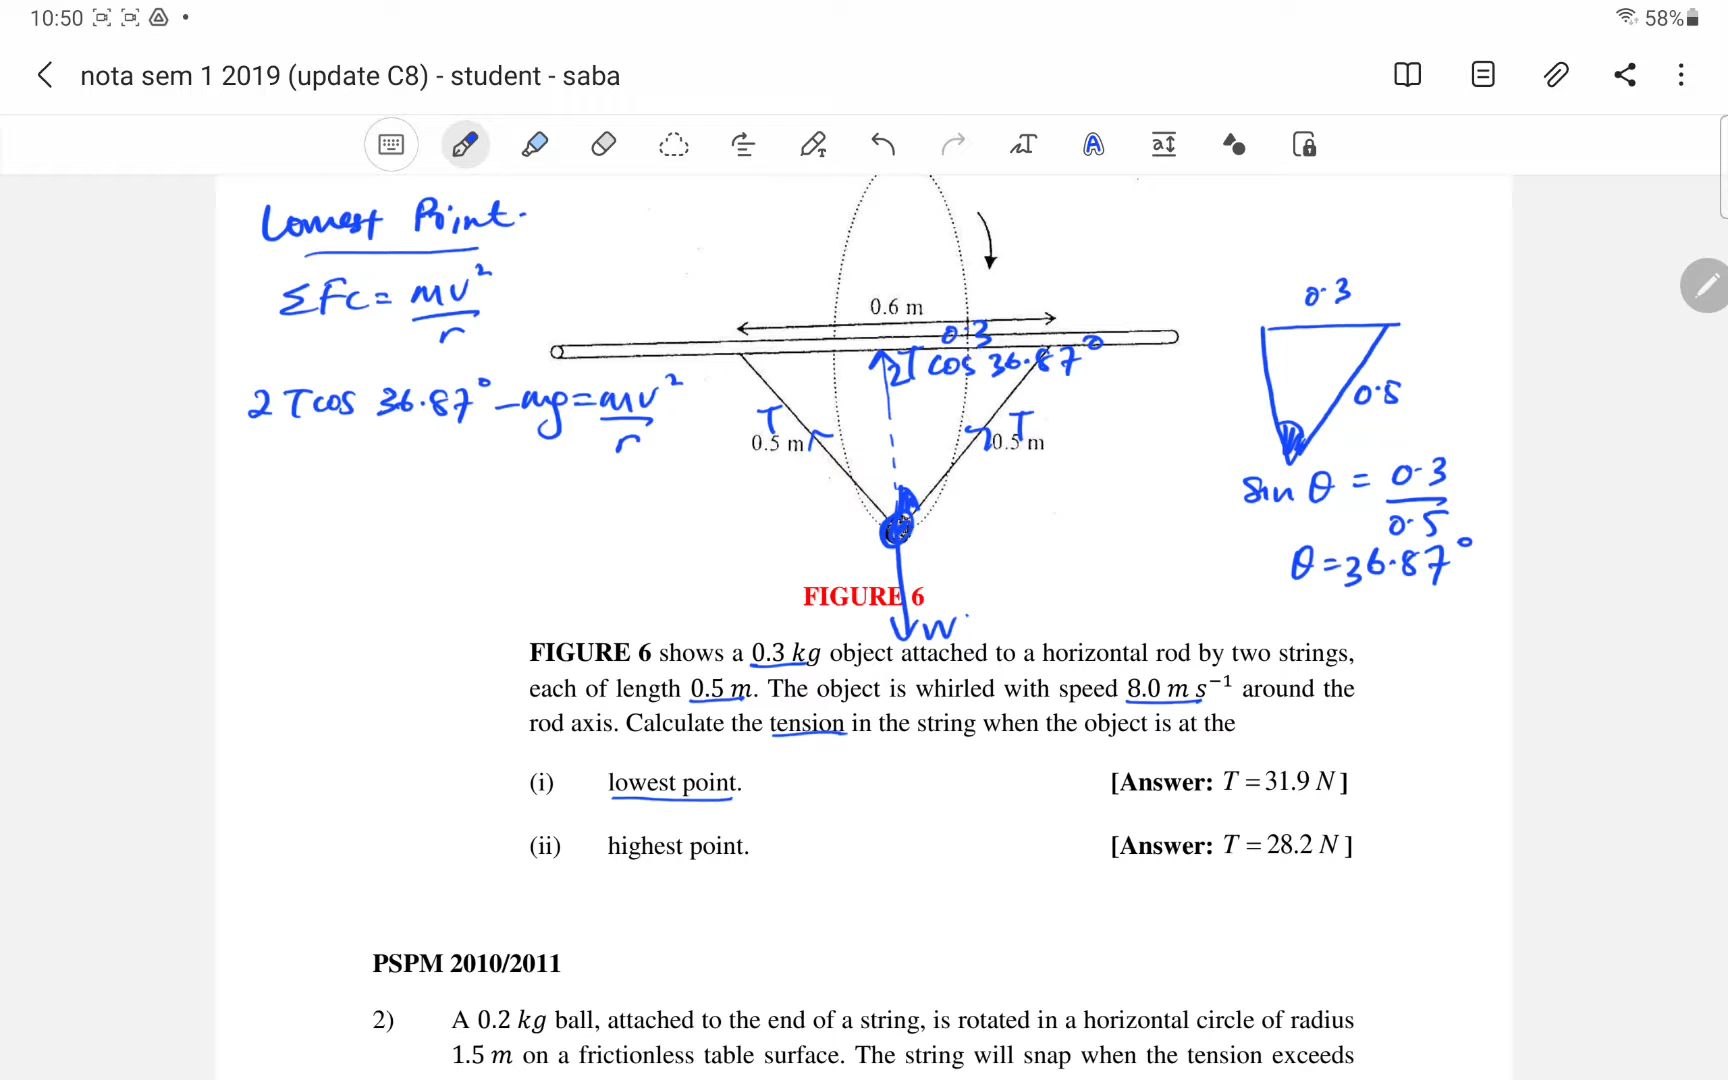 10:50
58%
nota sem 1 2019 (update C8) - student - saba
Lowest Point.
ΣFc = mv²/r
2Tcos 36.87° - mg = mv²/r
0.6 m
0.3
2Tcos 36.87°
T
0.5 m
T
0.5 m
W
0.3
0.5
Sin θ = 0.3/0.5
θ = 36.87°
FIGURE 6
FIGURE 6 shows a 0.3 kg object attached to a horizontal rod by two strings,
each of length 0.5 m. The object is whirled with speed 8.0 m s⁻¹ around the
rod axis. Calculate the tension in the string when the object is at the
(i) lowest point. [Answer: T = 31.9 N]
(ii) highest point. [Answer: T = 28.2 N]
PSPM 2010/2011
2) A 0.2 kg ball, attached to the end of a string, is rotated in a horizontal circle of radius
1.5 m on a frictionless table surface. The string will snap when the tension exceeds